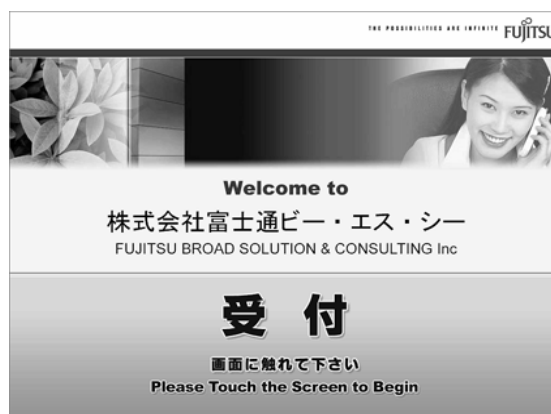 THE POSSIBILITIES ARE INFINITE FUJITSU
Welcome to
株式会社富士通ビー・エス・シー
FUJITSU BROAD SOLUTION & CONSULTING Inc
受付
画面に触れて下さい
Please Touch the Screen to Begin